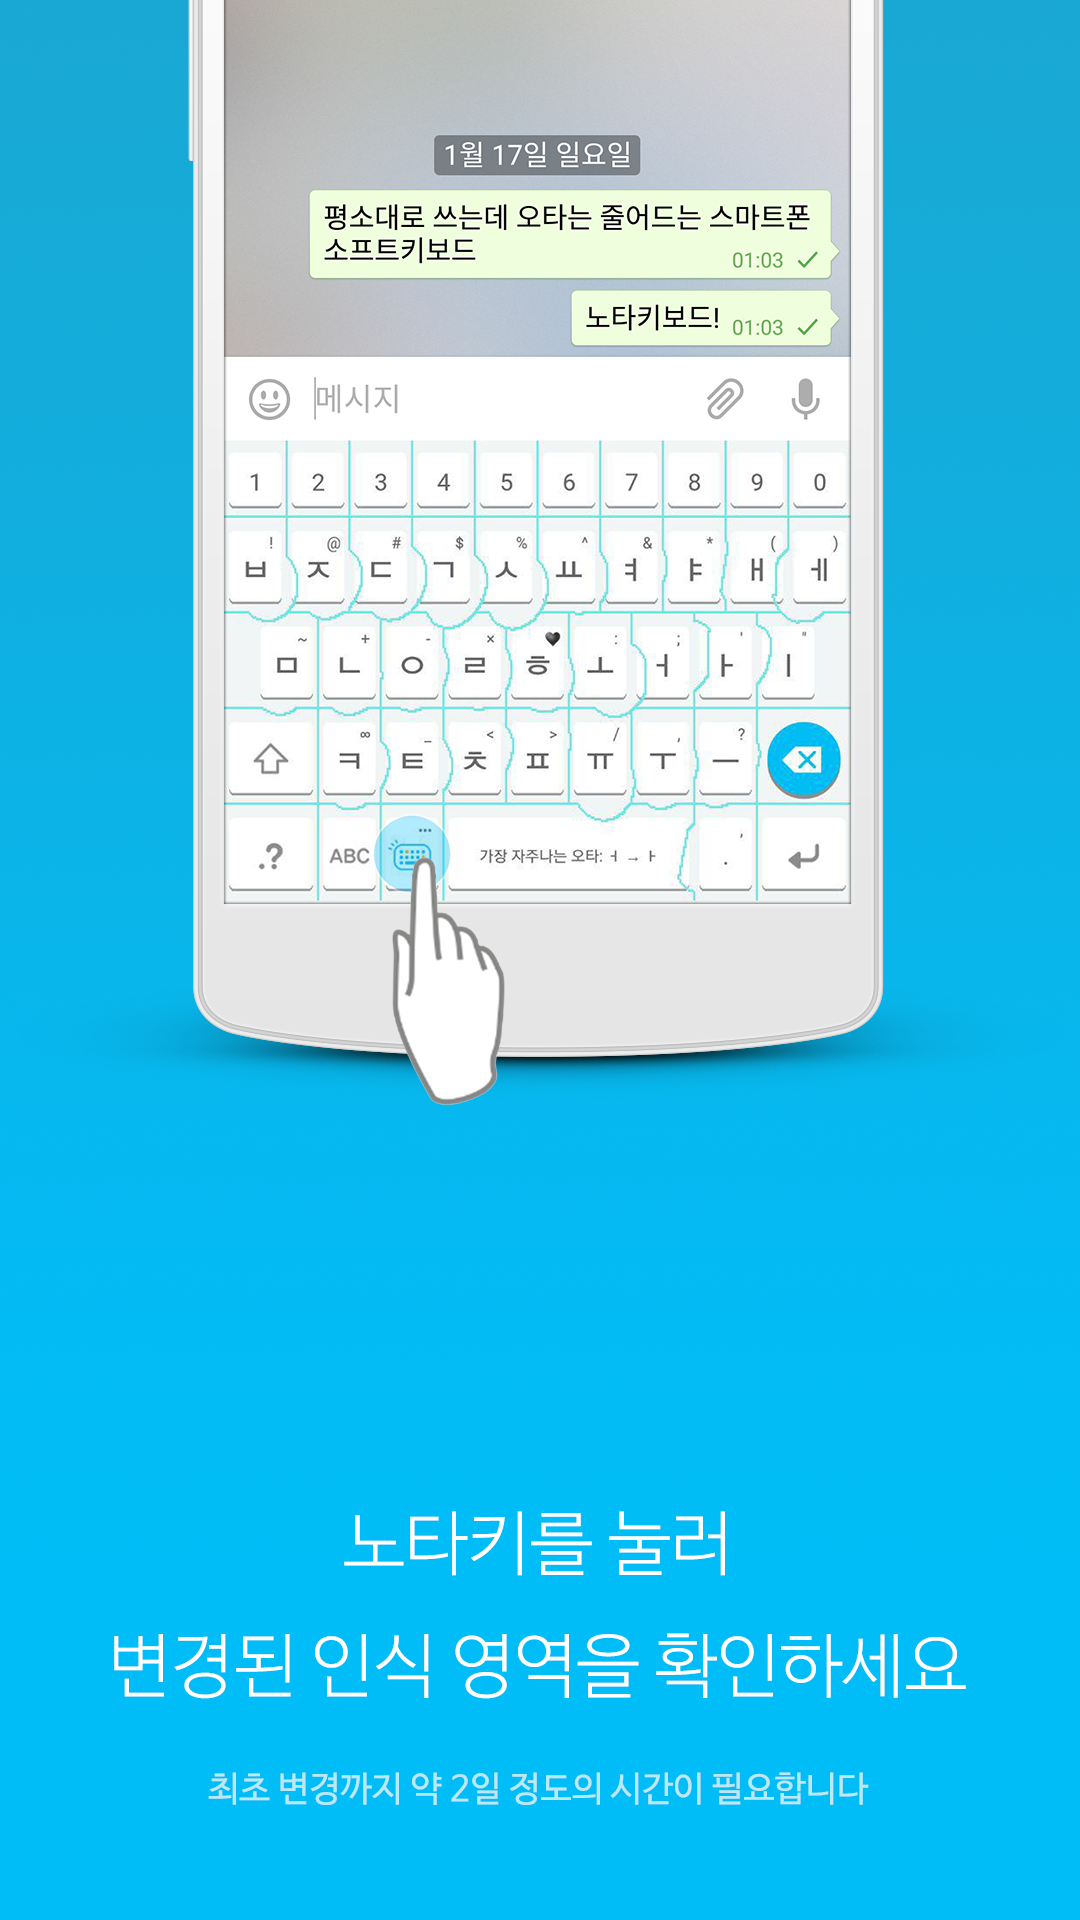 1월 17일 일요일
평소대로 쓰는데 오타는 줄어드는 스마트폰
소프트키보드
01:03
노타키보드! 01:03
메시지
1 2 3 4 5 6 7 8 9 0
! @ # $ % ^ & * ( )
ㅂ ㅈ ㄷ ㄱ ㅅ ㅛ ㅕ ㅑ ㅐ ㅔ
~ + - × ♥ : ; ' "
ㅁ ㄴ ㅇ ㄹ ㅎ ㅗ ㅓ ㅏ ㅣ
∞ _ < > / , ?
ㅋ ㅌ ㅊ ㅍ ㅠ ㅜ ㅡ
... ,
.? ABC 가장 자주나는 오타: ㅓ → ㅏ .
노타키를 눌러
변경된 인식 영역을 확인하세요
최초 변경까지 약 2일 정도의 시간이 필요합니다